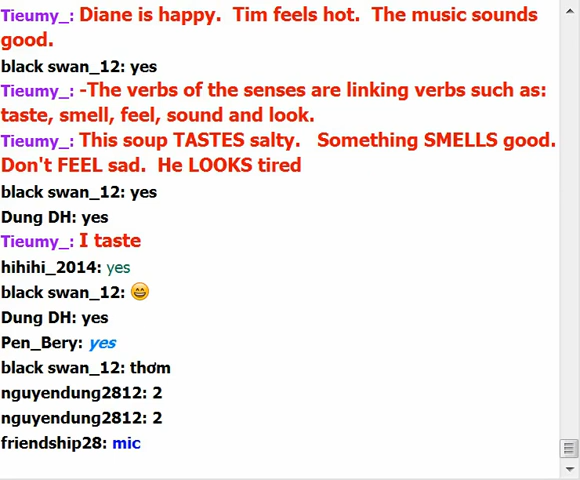 Tieumy_: Diane is happy.  Tim feels hot.  The music sounds
good.
black swan_12: yes
Tieumy_: -The verbs of the senses are linking verbs such as:
taste, smell, feel, sound and look.
Tieumy_: This soup TASTES salty.   Something SMELLS good.
Don't FEEL sad.  He LOOKS tired
black swan_12: yes
Dung DH: yes
Tieumy_: I taste
hihihi_2014: yes
black swan_12: 😄
Dung DH: yes
Pen_Bery: yes
black swan_12: thơm
nguyendung2812: 2
nguyendung2812: 2
friendship28: mic